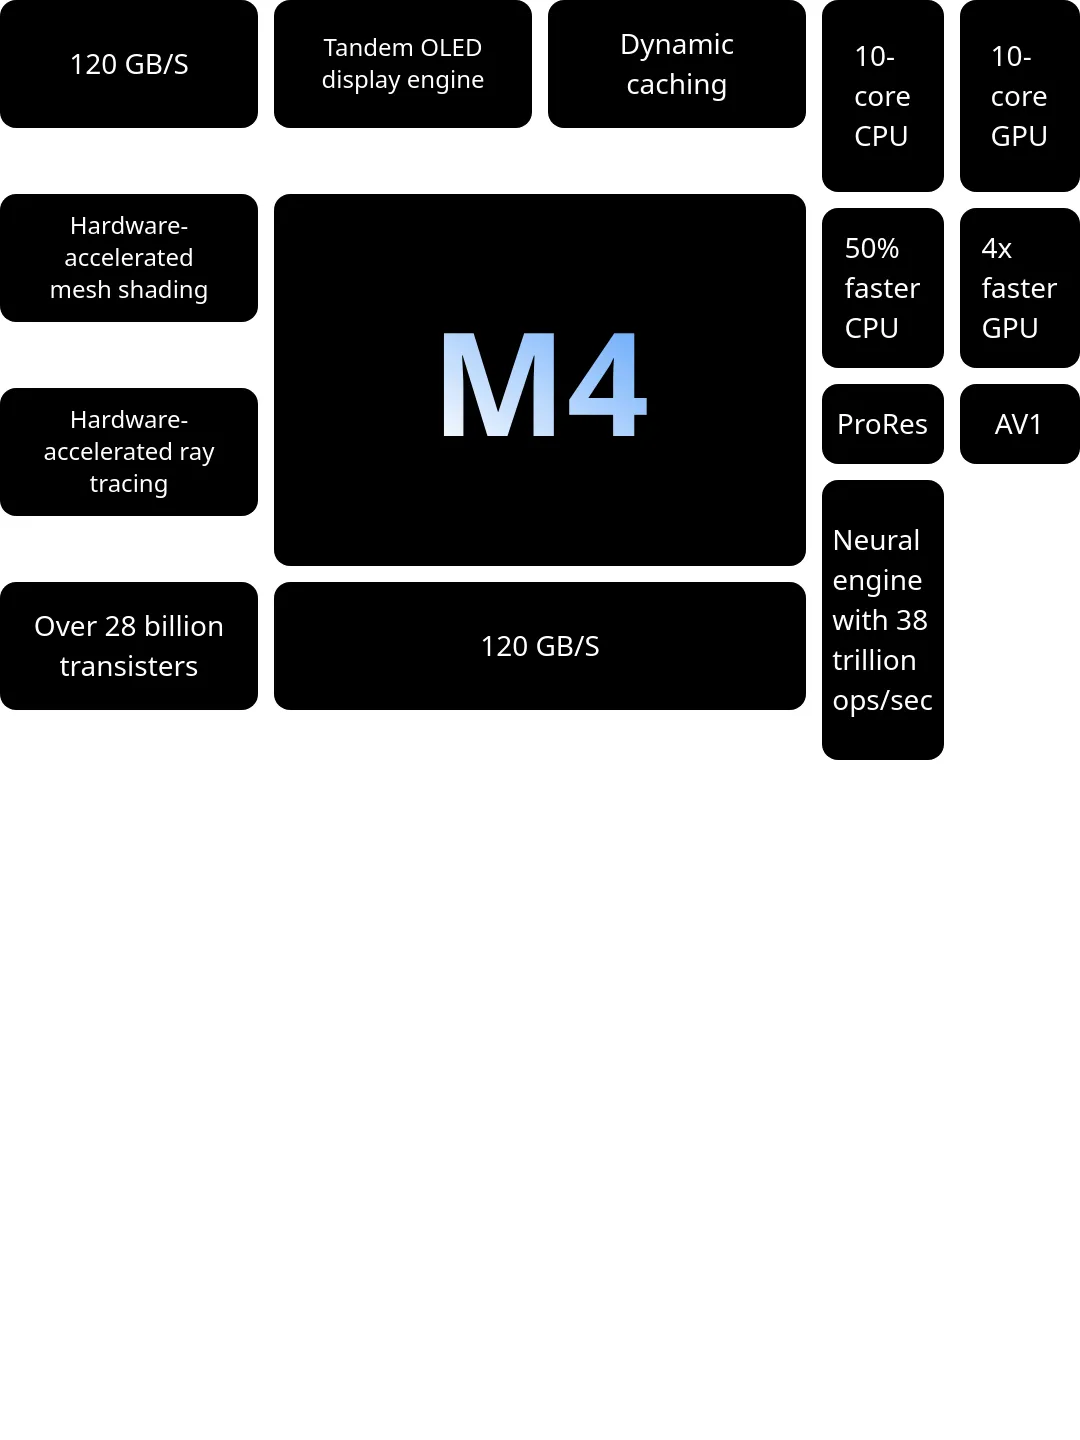 120 GB/S
Tandem OLED
display engine
Dynamic
caching
10-
core
CPU
10-
core
GPU
Hardware-
accelerated
mesh shading
M4
50%
faster
CPU
4x
faster
GPU
Hardware-
accelerated ray
tracing
ProRes
AV1
Over 28 billion
transisters
120 GB/S
Neural
engine
with 38
trillion
ops/sec